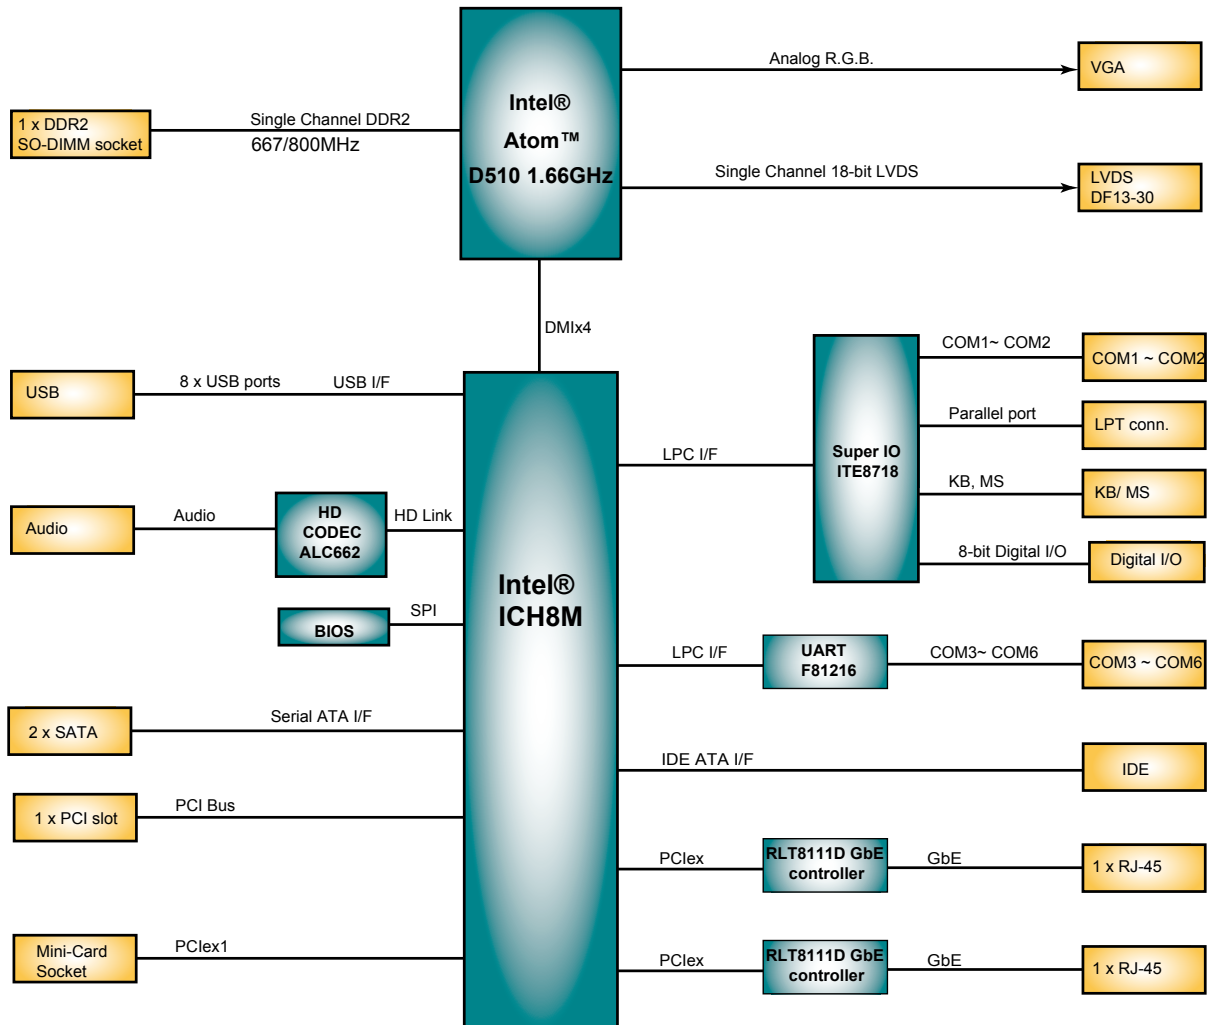 Intel®
Atom™
D510 1.66GHz
Analog R.G.B.
VGA
1 x DDR2
SO-DIMM socket
Single Channel DDR2
667/800MHz
Single Channel 18-bit LVDS
LVDS
DF13-30
DMIx4
USB
8 x USB ports
USB I/F
Audio
Audio
HD
CODEC
ALC662
HD Link
BIOS
SPI
Intel®
ICH8M
2 x SATA
Serial ATA I/F
1 x PCI slot
PCI Bus
Mini-Card
Socket
PCIex1
LPC I/F
Super IO
ITE8718
COM1~ COM2
COM1 ~ COM2
Parallel port
LPT conn.
KB, MS
KB/ MS
8-bit Digital I/O
Digital I/O
LPC I/F
UART
F81216
COM3~ COM6
COM3 ~ COM6
IDE ATA I/F
IDE
PCIex
RLT8111D GbE
controller
GbE
1 x RJ-45
PCIex
RLT8111D GbE
controller
GbE
1 x RJ-45